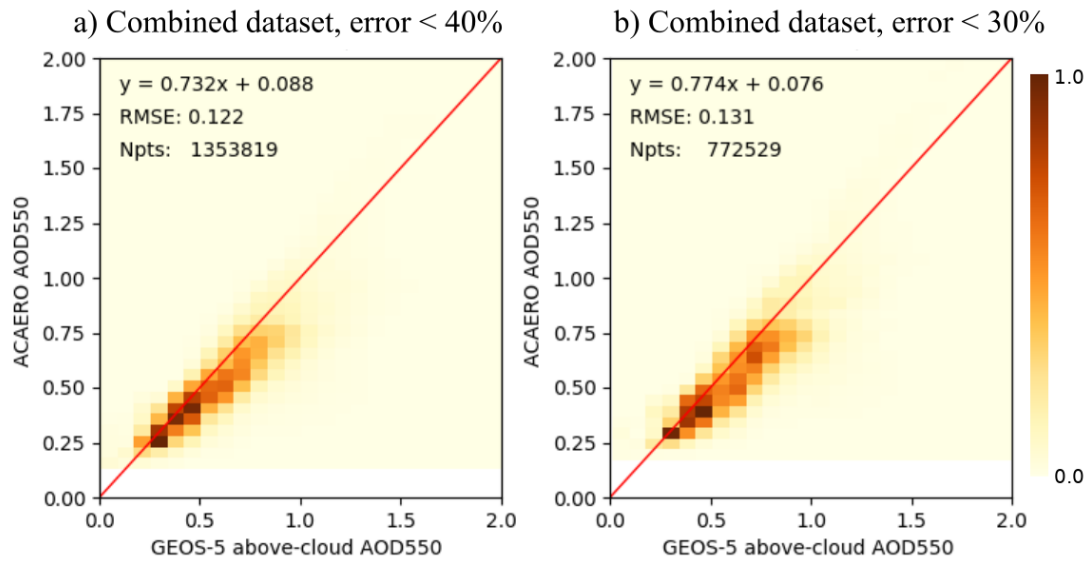 a) Combined dataset, error < 40%
b) Combined dataset, error < 30%
y = 0.732x + 0.088
RMSE: 0.122
Npts: 1353819
2.00
1.75
1.50
1.25
1.00
0.75
0.50
0.25
0.00
ACAERO AOD550
0.0
0.5
1.0
1.5
2.0
GEOS-5 above-cloud AOD550
y = 0.774x + 0.076
RMSE: 0.131
Npts: 772529
2.00
1.75
1.50
1.25
1.00
0.75
0.50
0.25
0.00
ACAERO AOD550
0.0
0.5
1.0
1.5
2.0
GEOS-5 above-cloud AOD550
1.0
0.0